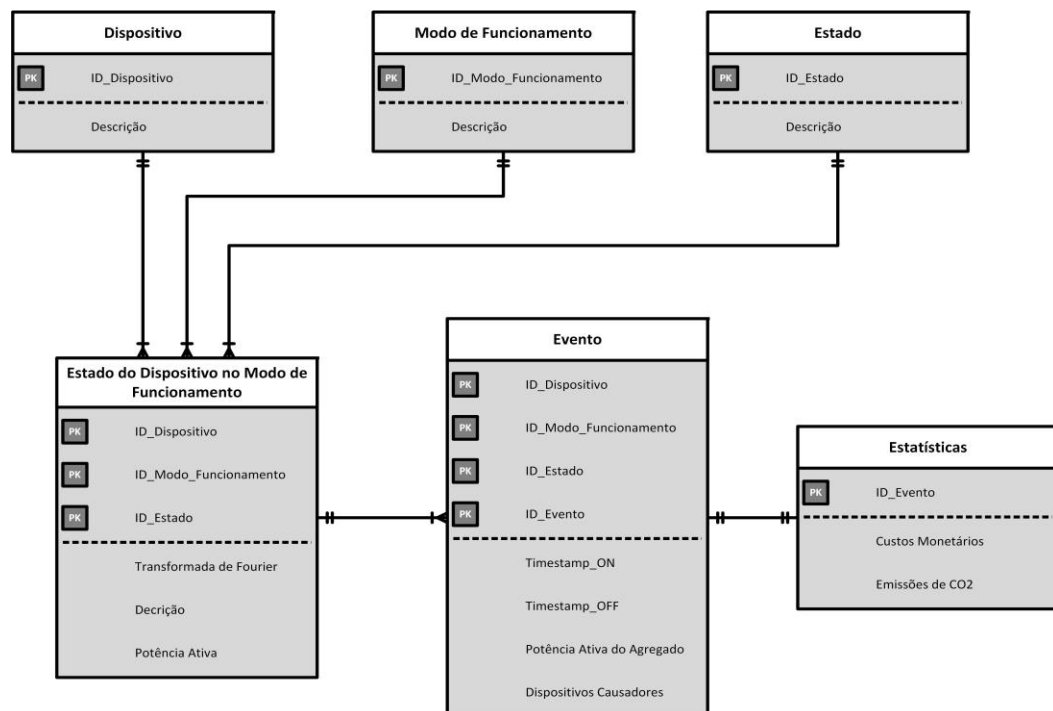 Dispositivo
PK ID_Dispositivo
Descrição
Modo de Funcionamento
PK ID_Modo_Funcionamento
Descrição
Estado
PK ID_Estado
Descrição
Estado do Dispositivo no Modo de
Funcionamento
PK ID_Dispositivo
PK ID_Modo_Funcionamento
PK ID_Estado
Transformada de Fourier
Decrição
Potência Ativa
Evento
PK ID_Dispositivo
PK ID_Modo_Funcionamento
PK ID_Estado
PK ID_Evento
Timestamp_ON
Timestamp_OFF
Potência Ativa do Agregado
Dispositivos Causadores
Estatísticas
PK ID_Evento
Custos Monetários
Emissões de CO2